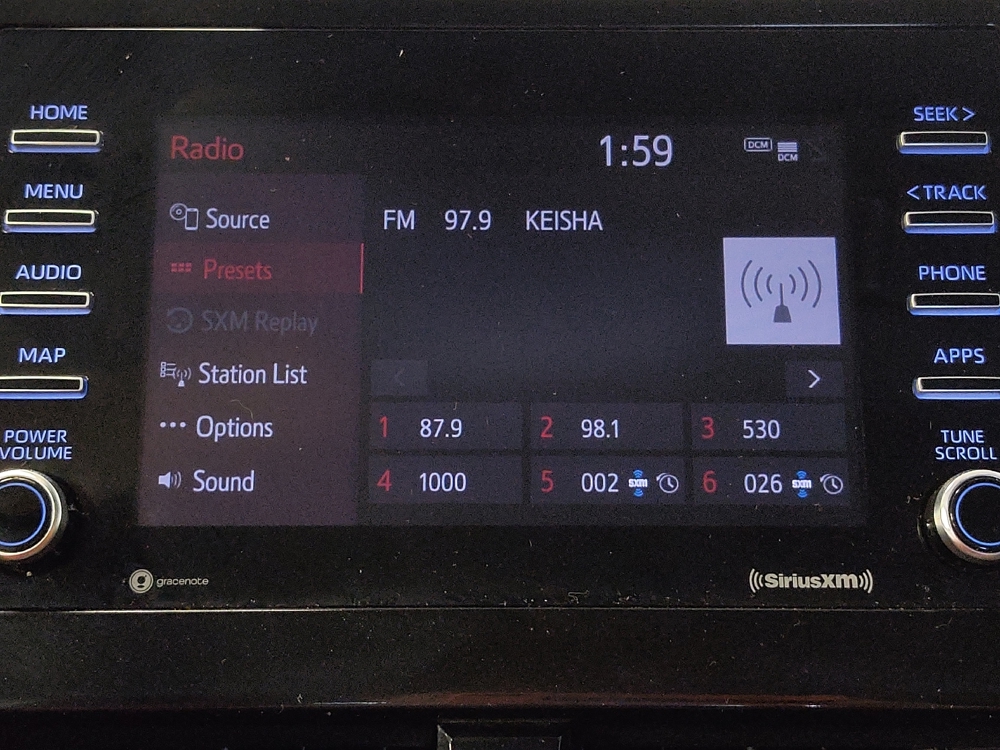 HOME
MENU
AUDIO
MAP
POWER
VOLUME
Radio
1:59
DCM
DCM
Source
Presets
SXM Replay
Station List
Options
Sound
FM 97.9 KEISHA
<
>
1 87.9
2 98.1
3 530
4 1000
5 002 SXM
6 026 SXM
SEEK >
< TRACK
PHONE
APPS
TUNE
SCROLL
gracenote
SiriusXM